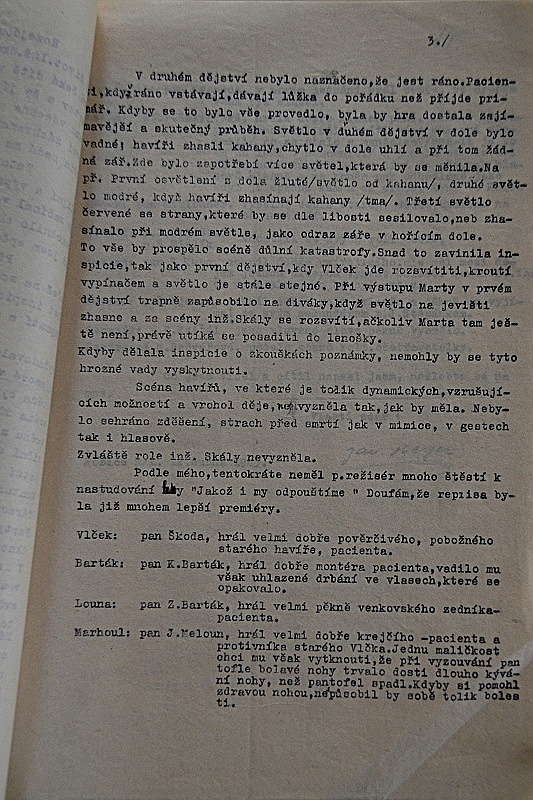 3./
V druhém dějství nebylo naznačeno,že jest ráno.Pacien-
ti,když ráno vstávají,dávají lůžka do pořádku než příjde pri-
mář. Kdyby se to bylo vše provedlo, byla by hra dostala zají-
mavější a skutečný průběh. Světlo v duhém dějství v dole bylo
vadné; havíři zhasli kahany,chytlo v dole uhlí a při tom žád-
ná zář.Zde bylo zapotřebí více světel,která by se měnila.Na
př. První osvětlení z dola žluté/světlo od kahanu/, druhé svět-
lo modré, když havíři zhasínají kahany /tma/. Třetí světlo
červené se strany,které by se dle libosti sesilovalo,neb zha-
sínalo při modrém světle, jako odraz záře v hořícím dole.
To vše by prospělo scéně důlní katastrofy.Snad to zavinila in-
spicie,tak jako první dějství,kdy Vlček jde rozsvítiti,kroutí
vypínačem a světlo je stále stejné. Při výstupu Marty v prvém
dějství trapně zapůsobilo na diváky,když světlo na jevišti
zhasne a za scény inž.Skály se rozsvítí,ačkoliv Marta tam ješ-
tě není,právě utíká se posaditi do lenošky.
Kdyby dělala inspicie o zkouškách poznámky, nemohly by se tyto
hrozné vady vyskytnouti.
Scéna havířů, ve které je tolik dynamických,vzrušují-
cích možností a vrchol děje,nevyzněla tak,jak by měla. Neby-
lo sehráno zděšení, strach před smrtí jak v mimice, v gestech
tak i hlasově.
Zvláště role inž. Skály nevyzněla.
Podle mého,tentokráte neměl p.režisér mnoho štěstí k
nastudování hry "Jakož i my odpouštíme " Doufám,že reprisa by-
la již mnohem lepší premiéry.
Vlček: pan Škoda, hrál velmi dobře pověrčivého, pobožného
starého havíře, pacienta.
Barták: pan K.Barták, hrál dobře montéra pacienta,vadilo mu
však uhlazené drbání ve vlasech,které se
opakovalo.
Louna: pan Z.Barták, hrál velmi pěkně venkovského zedníka-
pacienta.
Marhoul: pan J.Meloun, hrál velmi dobře krejčího -pacienta a
protivníka starého Vlčka.Jednu maličkost
chci mu však vytknouti,že při vyzouvání pan
tofle bolavé nohy trvalo dosti dlouho kývá-
ní nohy, než pantofel spadl.Kdyby si pomohl
zdravou nohou,nepůsobil by sobě tolik boles
ti.